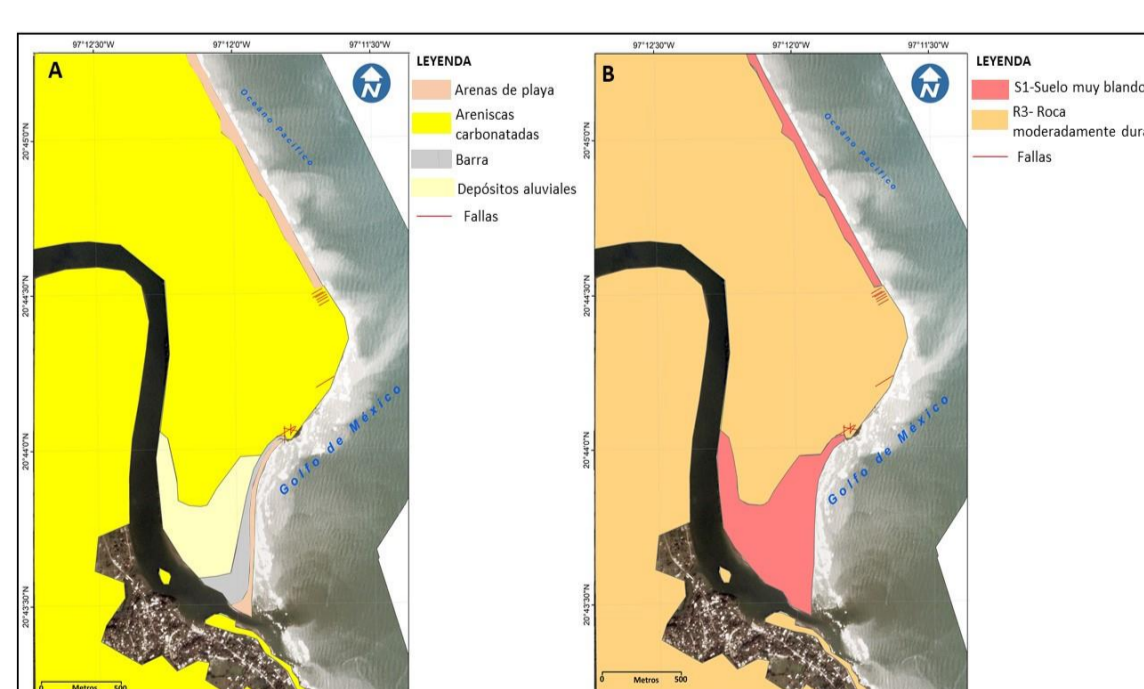 97°12'30"W 97°12'0"W 97°11'30"W
A
N
LEYENDA
Arenas de playa
Areniscas
carbonatadas
Barra
Depósitos aluviales
Fallas
Océano Pacífico
Golfo de México
20°45'0"N
20°44'30"N
20°44'0"N
20°43'30"N
0 Metros 500
97°12'30"W 97°12'0"W 97°11'30"W
B
N
LEYENDA
S1-Suelo muy blando
R3- Roca
moderadamente dura
Fallas
Océano Pacífico
Golfo de México
20°45'0"N
20°44'30"N
20°44'0"N
20°43'30"N
0 Metros 500